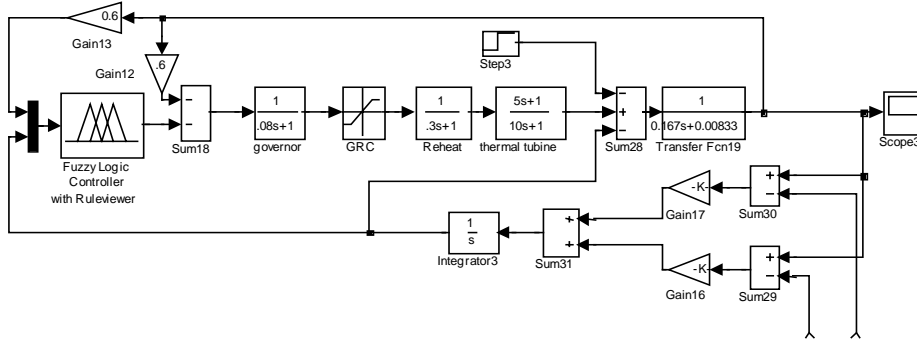 0.6
Gain13
.6
Gain12
Step3
Fuzzy Logic
Controller
with Ruleviewer
−
−
Sum18
1
.08s+1
governor
GRC
1
.3s+1
Reheat
5s+1
10s+1
thermal tubine
−
+
−
Sum28
1
0.167s+0.00833
Transfer Fcn19
Scope3
-K-
Gain17
+
−
Sum30
1
s
Integrator3
+
+
Sum31
-K-
Gain16
+
−
Sum29